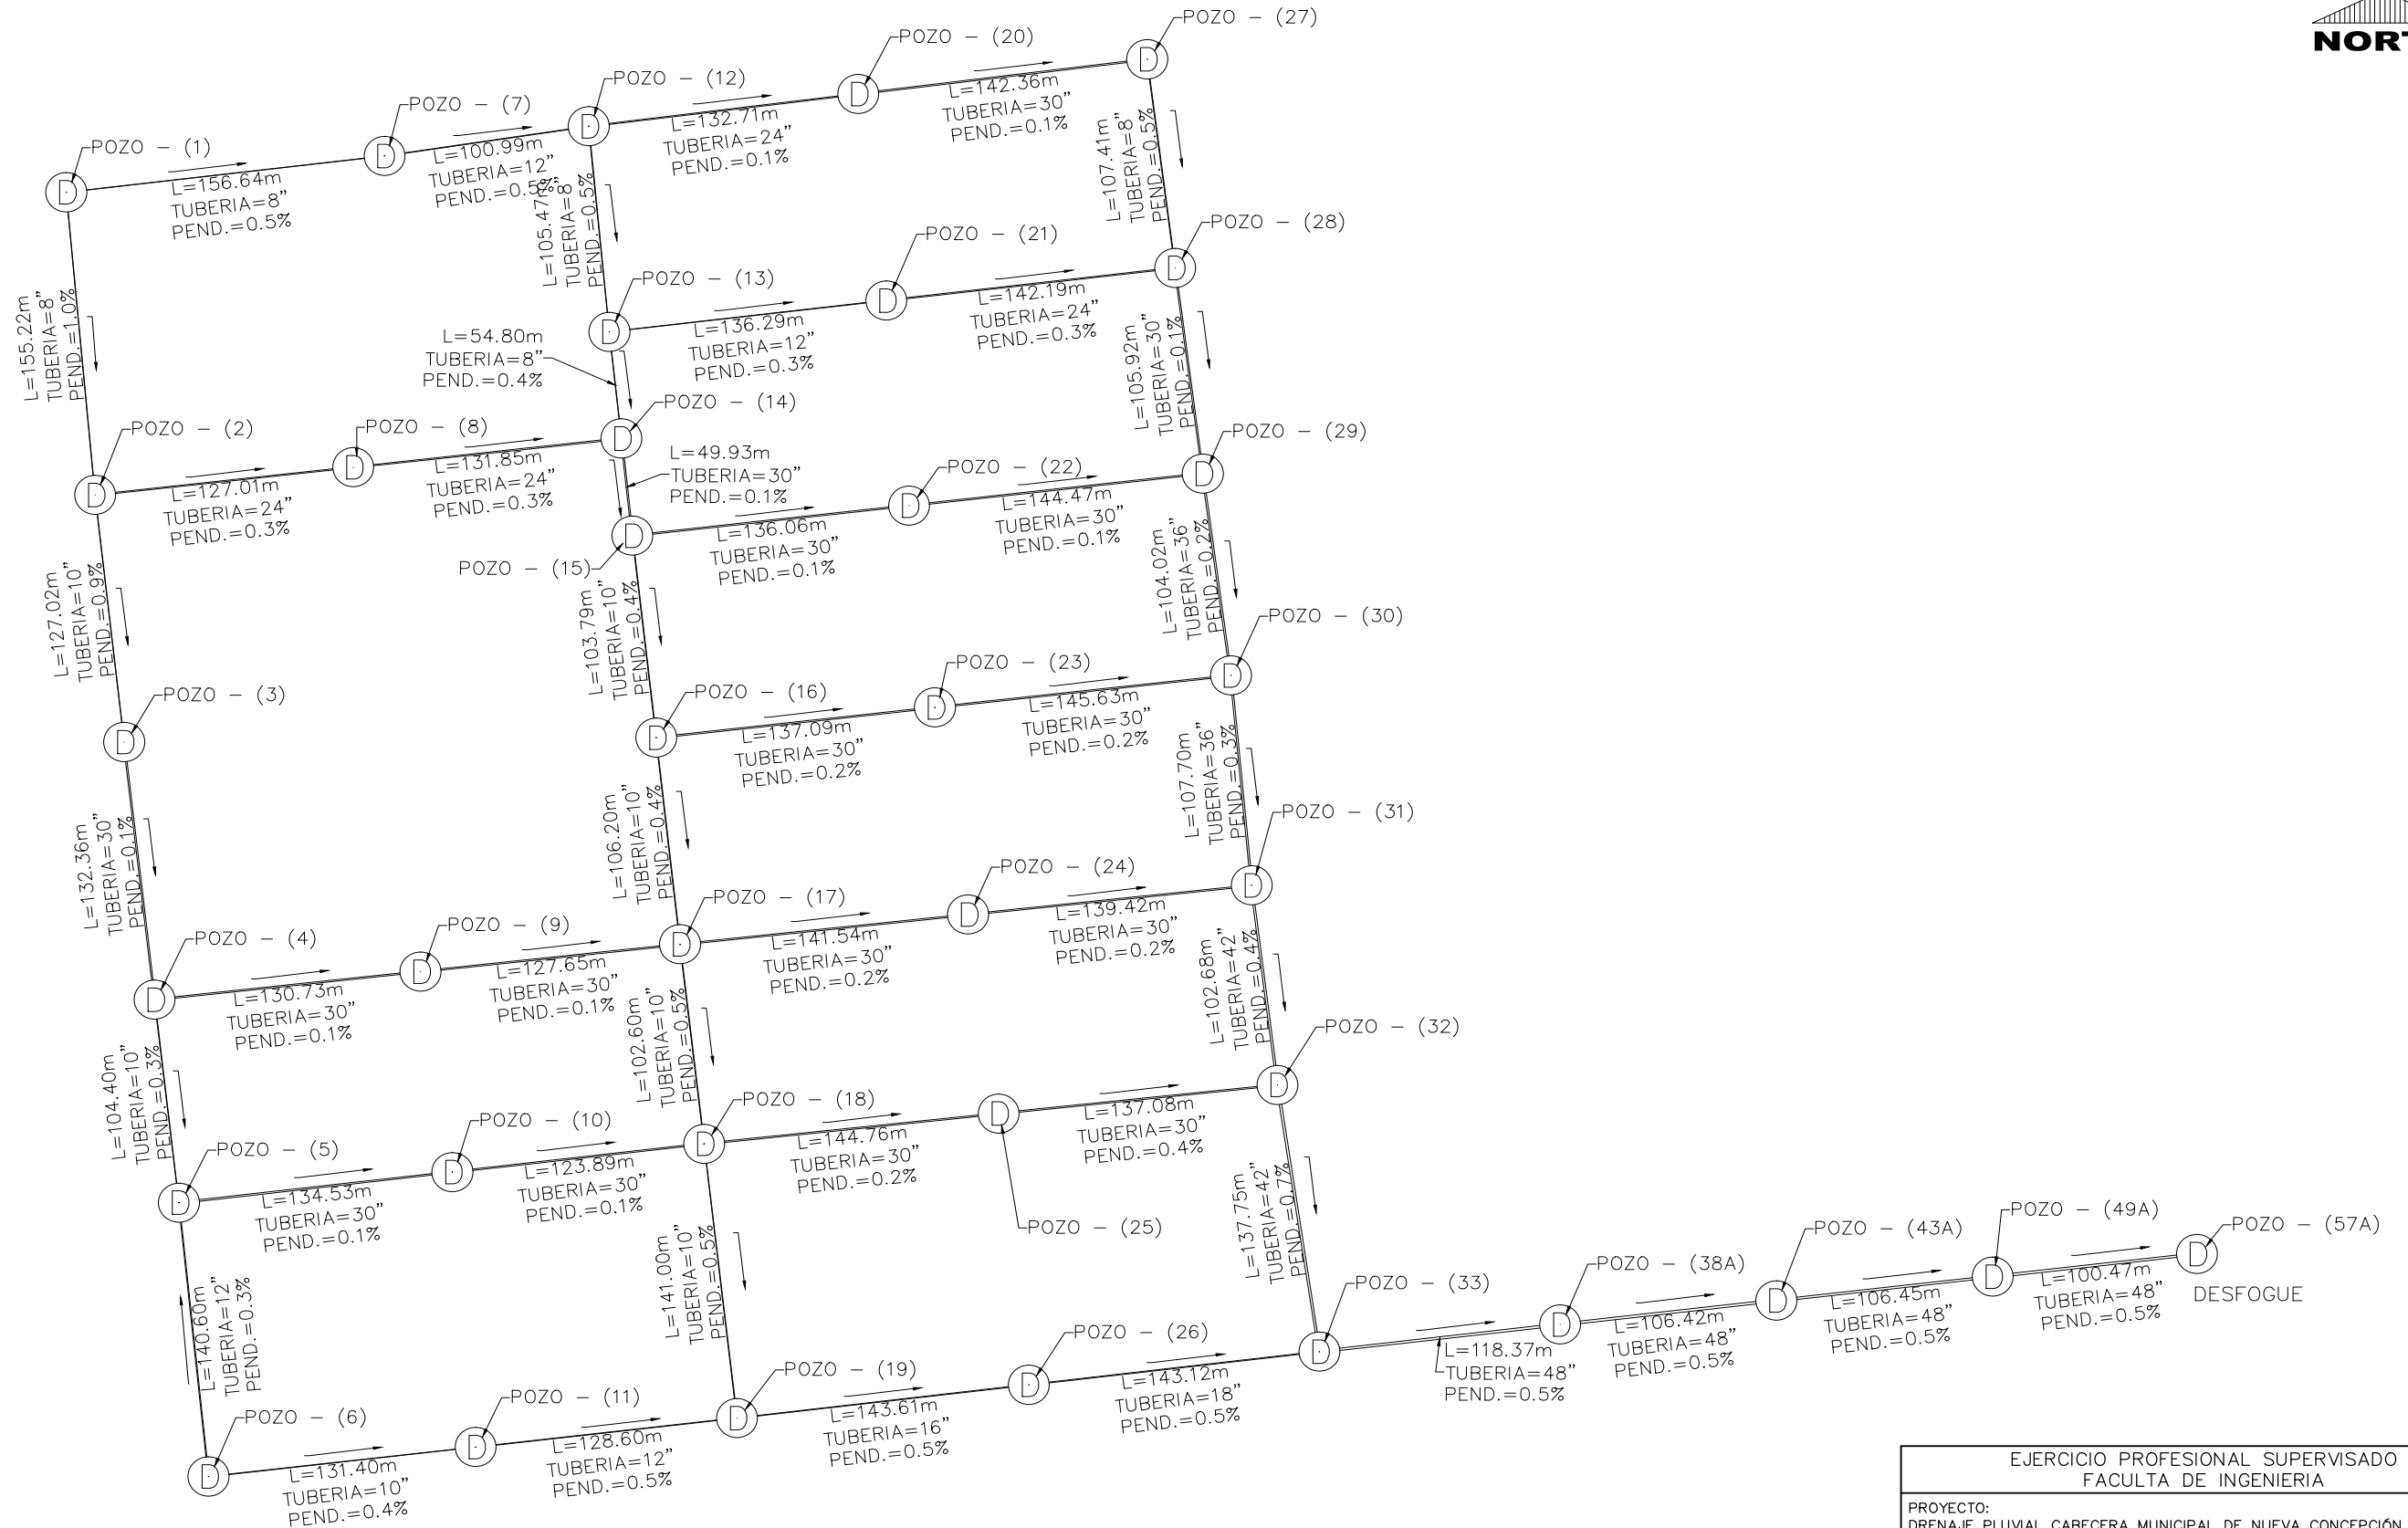 NORT
POZO - (27)
POZO - (20)
POZO - (12)
POZO - (7)
POZO - (1)
L=142.36m
TUBERIA=30"
PEND.=0.1%
L=132.71m
TUBERIA=24"
PEND.=0.1%
L=100.99m
TUBERIA=12"
PEND.=0.5%
L=156.64m
TUBERIA=8"
PEND.=0.5%
L=107.41m
TUBERIA=8"
PEND.=0.5%
L=105.47m
TUBERIA=8"
PEND.=0.5%
POZO - (28)
POZO - (21)
POZO - (13)
L=142.19m
TUBERIA=24"
PEND.=0.3%
L=136.29m
TUBERIA=12"
PEND.=0.3%
L=155.22m
TUBERIA=8"
PEND.=1.0%
L=54.80m
TUBERIA=8"
PEND.=0.4%
L=105.92m
TUBERIA=30"
PEND.=0.1%
POZO - (14)
POZO - (2)
POZO - (8)
POZO - (29)
L=131.85m
TUBERIA=24"
PEND.=0.3%
L=127.01m
TUBERIA=24"
PEND.=0.3%
L=49.93m
TUBERIA=30"
PEND.=0.1%
POZO - (22)
L=144.47m
TUBERIA=30"
PEND.=0.1%
L=136.06m
TUBERIA=30"
PEND.=0.1%
POZO - (15)
L=127.02m
TUBERIA=10"
PEND.=0.9%
L=103.79m
TUBERIA=10"
PEND.=0.4%
L=104.02m
TUBERIA=36"
PEND.=0.2%
POZO - (30)
POZO - (23)
POZO - (16)
POZO - (3)
L=145.63m
TUBERIA=30"
PEND.=0.2%
L=137.09m
TUBERIA=30"
PEND.=0.2%
L=132.36m
TUBERIA=30"
PEND.=0.1%
L=106.20m
TUBERIA=10"
PEND.=0.4%
L=107.70m
TUBERIA=36"
PEND.=0.3%
POZO - (31)
POZO - (24)
POZO - (17)
POZO - (9)
POZO - (4)
L=139.42m
TUBERIA=30"
PEND.=0.2%
L=141.54m
TUBERIA=30"
PEND.=0.2%
L=127.65m
TUBERIA=30"
PEND.=0.1%
L=130.73m
TUBERIA=30"
PEND.=0.1%
L=104.40m
TUBERIA=10"
PEND.=0.3%
L=102.60m
TUBERIA=10"
PEND.=0.5%
L=102.68m
TUBERIA=42"
PEND.=0.4%
POZO - (32)
POZO - (18)
POZO - (10)
POZO - (5)
L=137.08m
TUBERIA=30"
PEND.=0.4%
L=144.76m
TUBERIA=30"
PEND.=0.2%
L=123.89m
TUBERIA=30"
PEND.=0.1%
L=134.53m
TUBERIA=30"
PEND.=0.1%
POZO - (25)
L=140.60m
TUBERIA=12"
PEND.=0.3%
L=141.00m
TUBERIA=10"
PEND.=0.5%
L=137.75m
TUBERIA=42"
PEND.=0.7%
POZO - (33)
POZO - (38A)
POZO - (43A)
POZO - (49A)
POZO - (57A)
DESFOGUE
L=118.37m
TUBERIA=48"
PEND.=0.5%
L=106.42m
TUBERIA=48"
PEND.=0.5%
L=106.45m
TUBERIA=48"
PEND.=0.5%
L=100.47m
TUBERIA=48"
PEND.=0.5%
POZO - (26)
POZO - (19)
POZO - (11)
POZO - (6)
L=143.12m
TUBERIA=18"
PEND.=0.5%
L=143.61m
TUBERIA=16"
PEND.=0.5%
L=128.60m
TUBERIA=12"
PEND.=0.5%
L=131.40m
TUBERIA=10"
PEND.=0.4%
EJERCICIO PROFESIONAL SUPERVISADO
FACULTA DE INGENIERIA
PROYECTO:
DRENAJE PLUVIAL CABECERA MUNICIPAL DE NUEVA CONCEPCIÓN